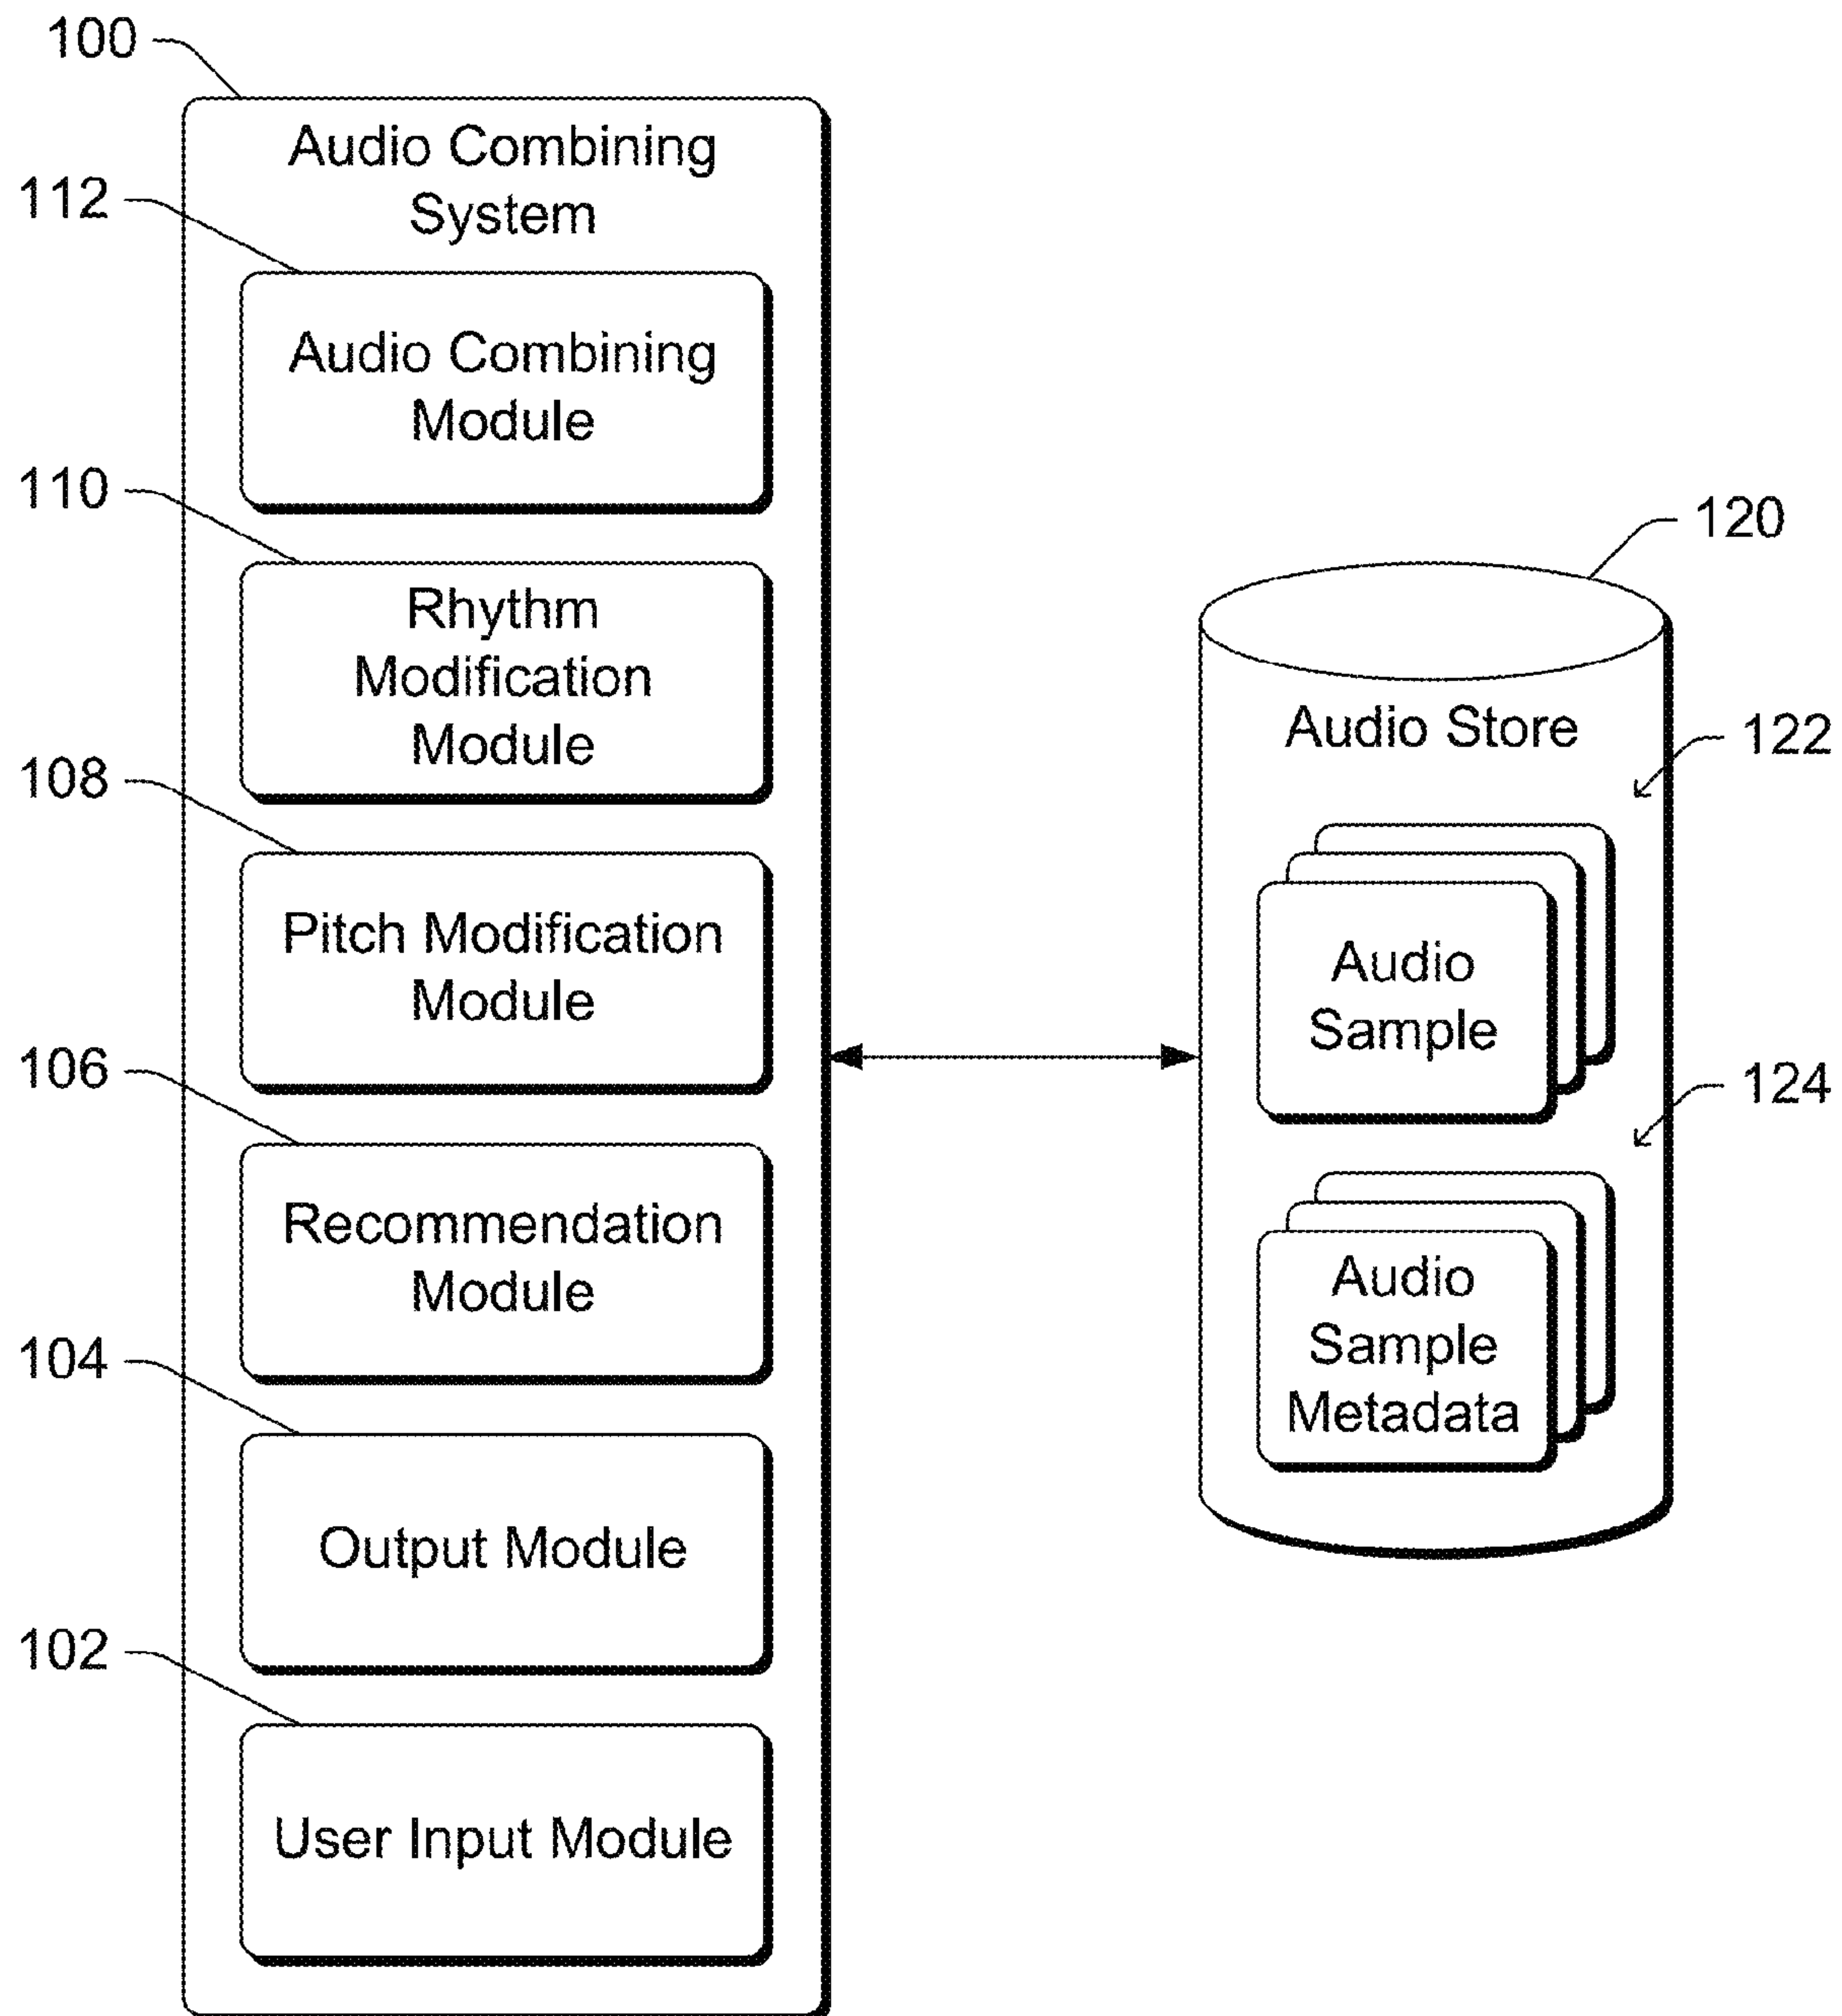 100
Audio Combining
System
112
Audio Combining
Module
110
Rhythm
Modification
Module
108
Pitch Modification
Module
106
Recommendation
Module
104
Output Module
102
User Input Module
120
Audio Store
122
Audio
Sample
124
Audio
Sample
Metadata